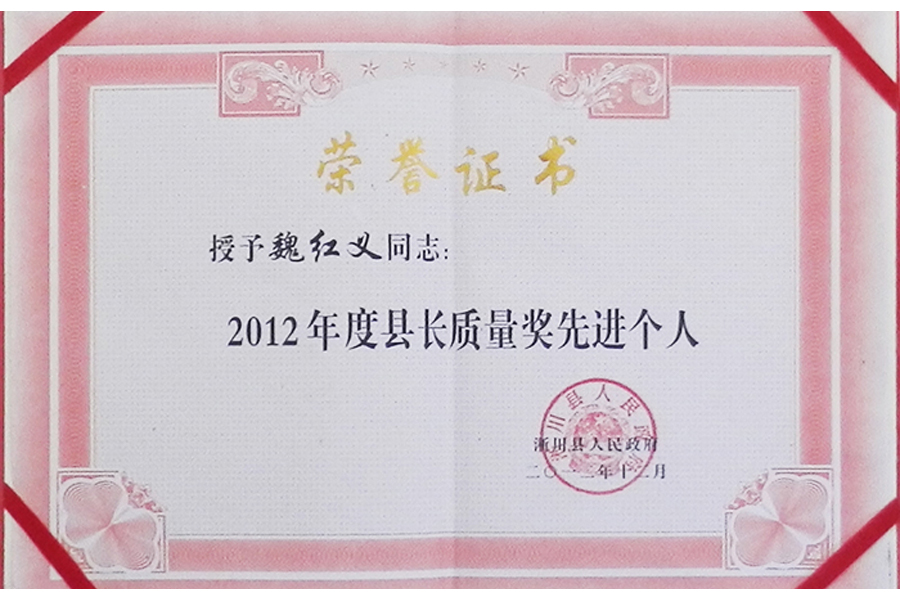 荣誉证书
授予魏红义同志:
2012年度县长质量奖先进个人
淅川县人民政府
二〇一二年十二月